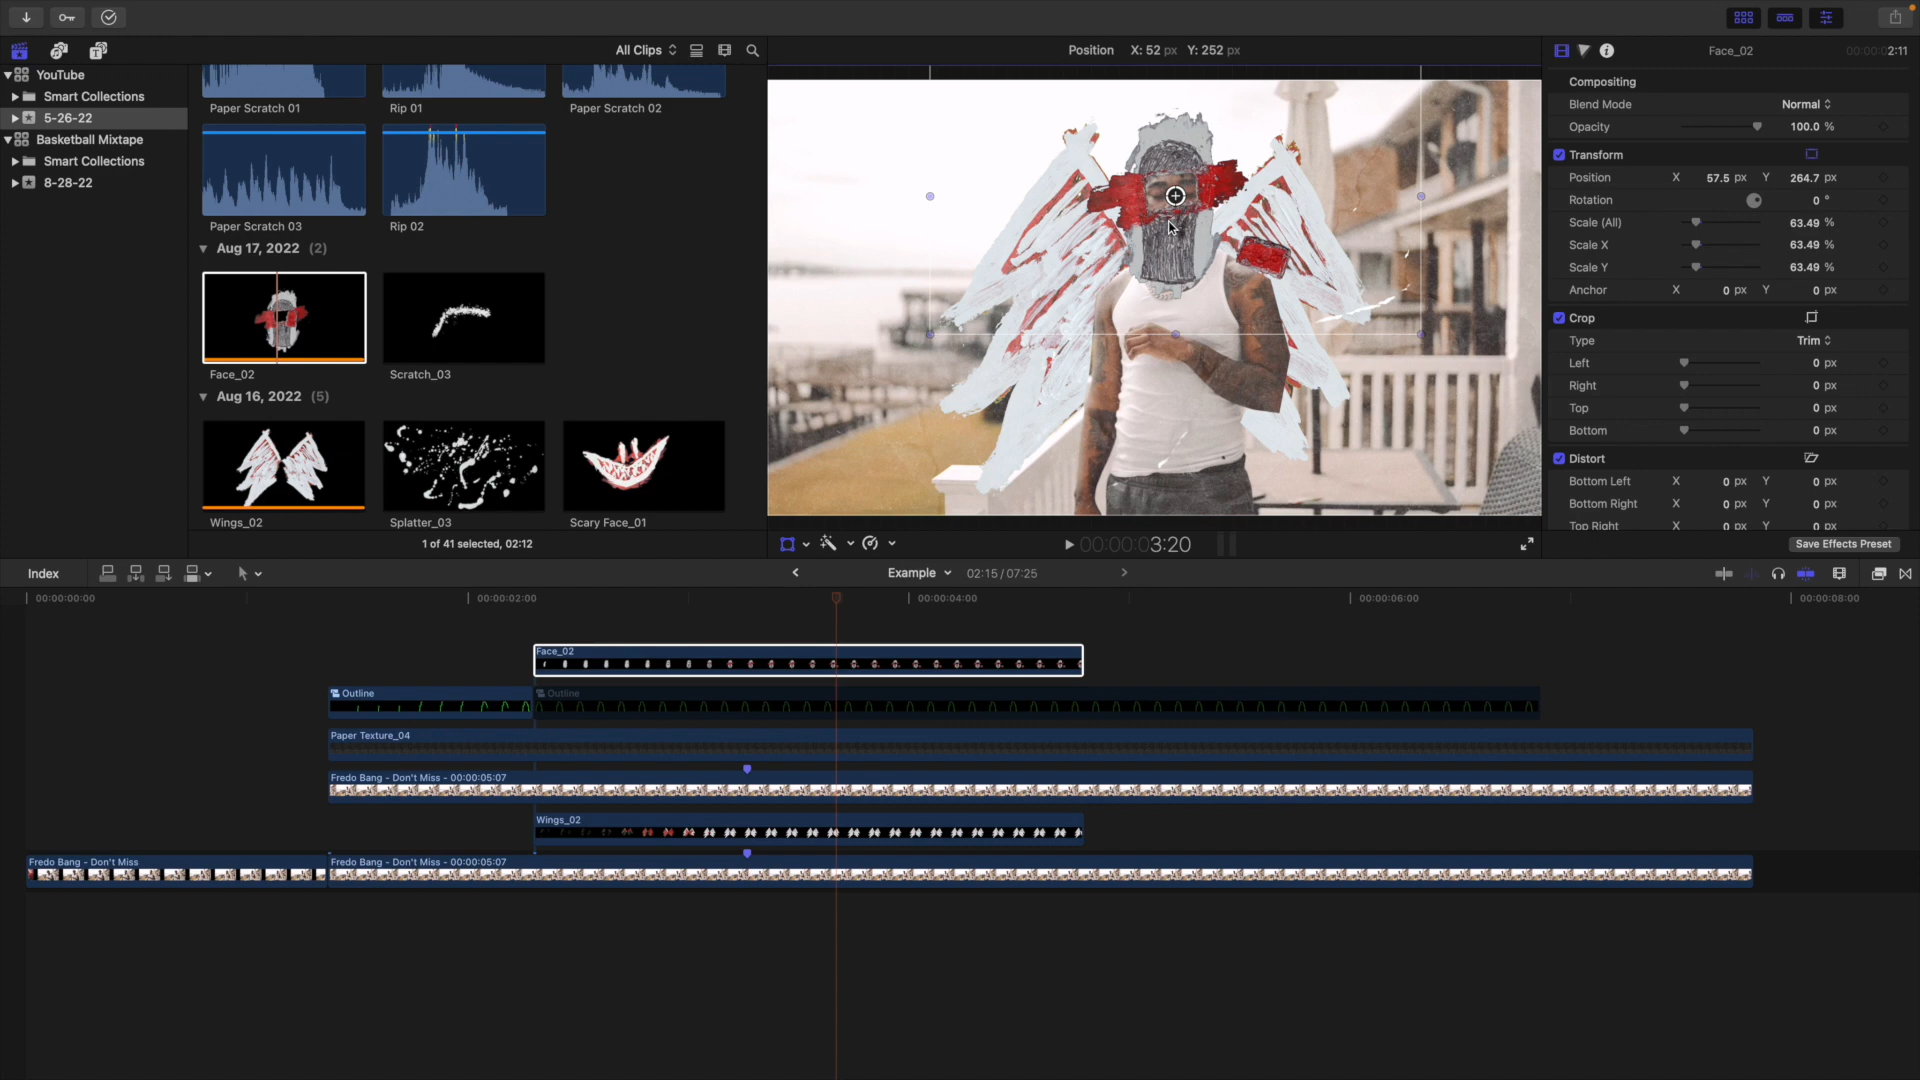 All Clips
Position X: 52 px Y: 252 px
Face_02
00:00:02:11
YouTube
Smart Collections
5-26-22
Basketball Mixtape
Smart Collections
8-28-22
Paper Scratch 01
Rip 01
Paper Scratch 02
Paper Scratch 03
Rip 02
Aug 17, 2022 (2)
Face_02
Scratch_03
Aug 16, 2022 (5)
Wings_02
Splatter_03
Scary Face_01
1 of 41 selected, 02:12
Compositing
Blend Mode Normal
Opacity 100.0 %
Transform
Position X 57.5 px Y 264.7 px
Rotation 0 °
Scale (All) 63.49 %
Scale X 63.49 %
Scale Y 63.49 %
Anchor X 0 px Y 0 px
Crop
Type Trim
Left 0 px
Right 0 px
Top 0 px
Bottom 0 px
Distort
Bottom Left X 0 px Y 0 px
Bottom Right X 0 px Y 0 px
Top Right X 0 px Y 0 px
00:00:03:20
Save Effects Preset
Index
Example 02:15 / 07:25
00:00:00:00
00:00:02:00
00:00:04:00
00:00:06:00
00:00:08:00
Face_02
Outline
Outline
Paper Texture_04
Fredo Bang - Don't Miss - 00:00:05:07
Wings_02
Fredo Bang - Don't Miss
Fredo Bang - Don't Miss - 00:00:05:07